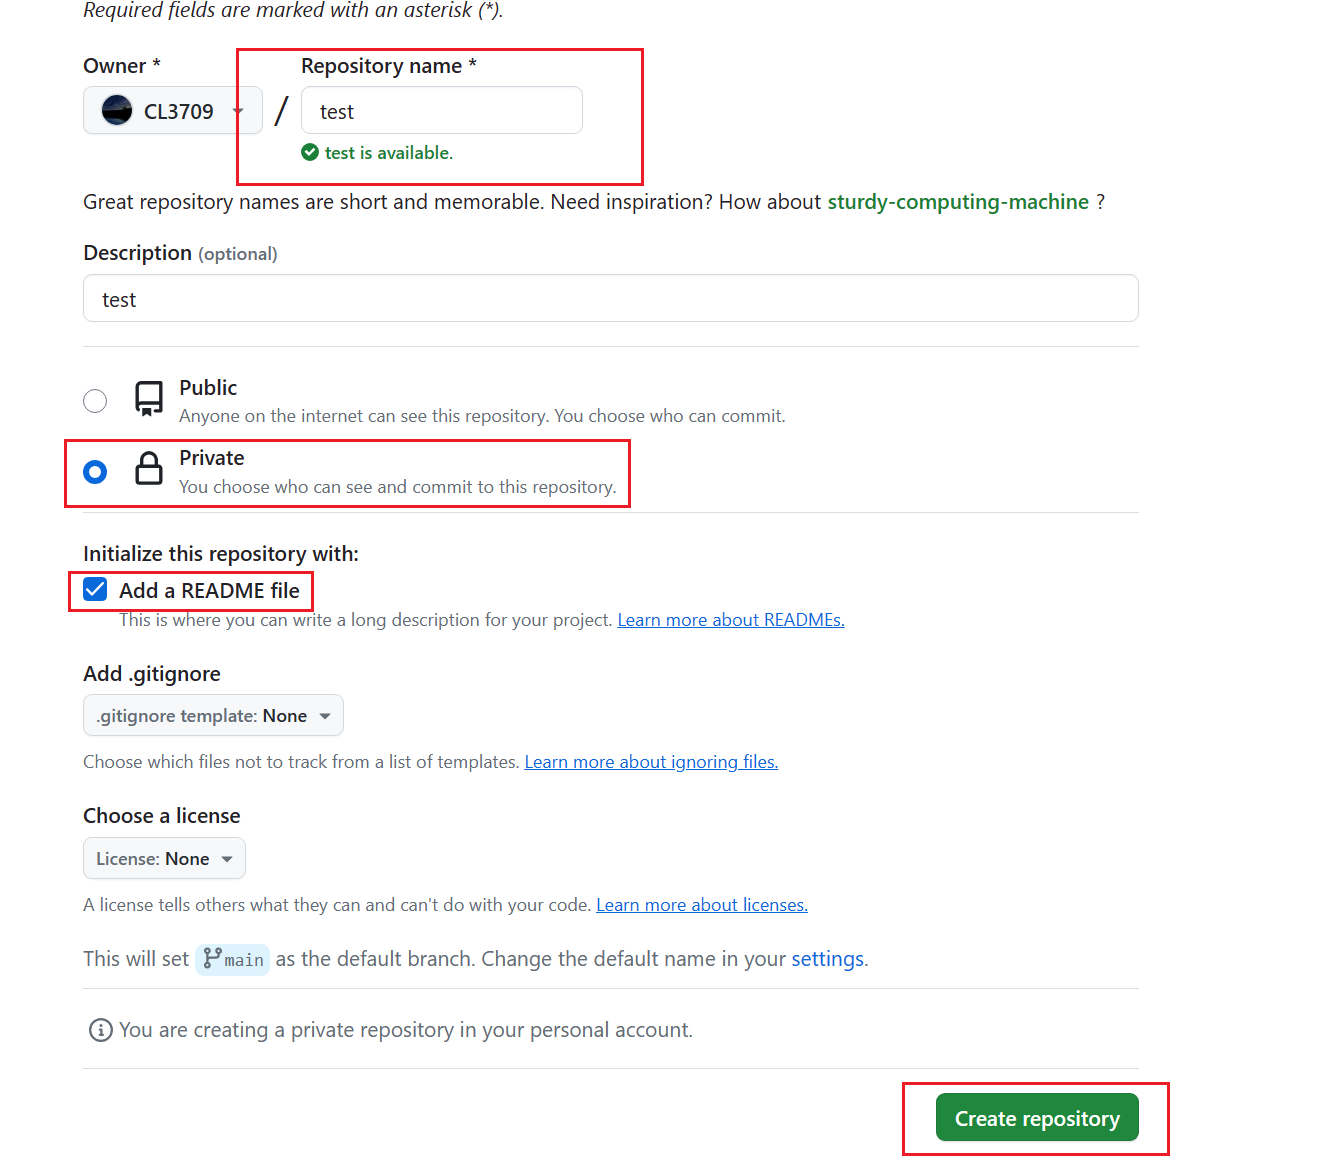 Required fields are marked with an asterisk (*).
Owner * Repository name *
CL3709 / test
test is available.
Great repository names are short and memorable. Need inspiration? How about sturdy-computing-machine ?
Description (optional)
test
Public
Anyone on the internet can see this repository. You choose who can commit.
Private
You choose who can see and commit to this repository.
Initialize this repository with:
Add a README file
This is where you can write a long description for your project. Learn more about READMEs.
Add .gitignore
.gitignore template: None
Choose which files not to track from a list of templates. Learn more about ignoring files.
Choose a license
License: None
A license tells others what they can and can't do with your code. Learn more about licenses.
This will set main as the default branch. Change the default name in your settings.
You are creating a private repository in your personal account.
Create repository